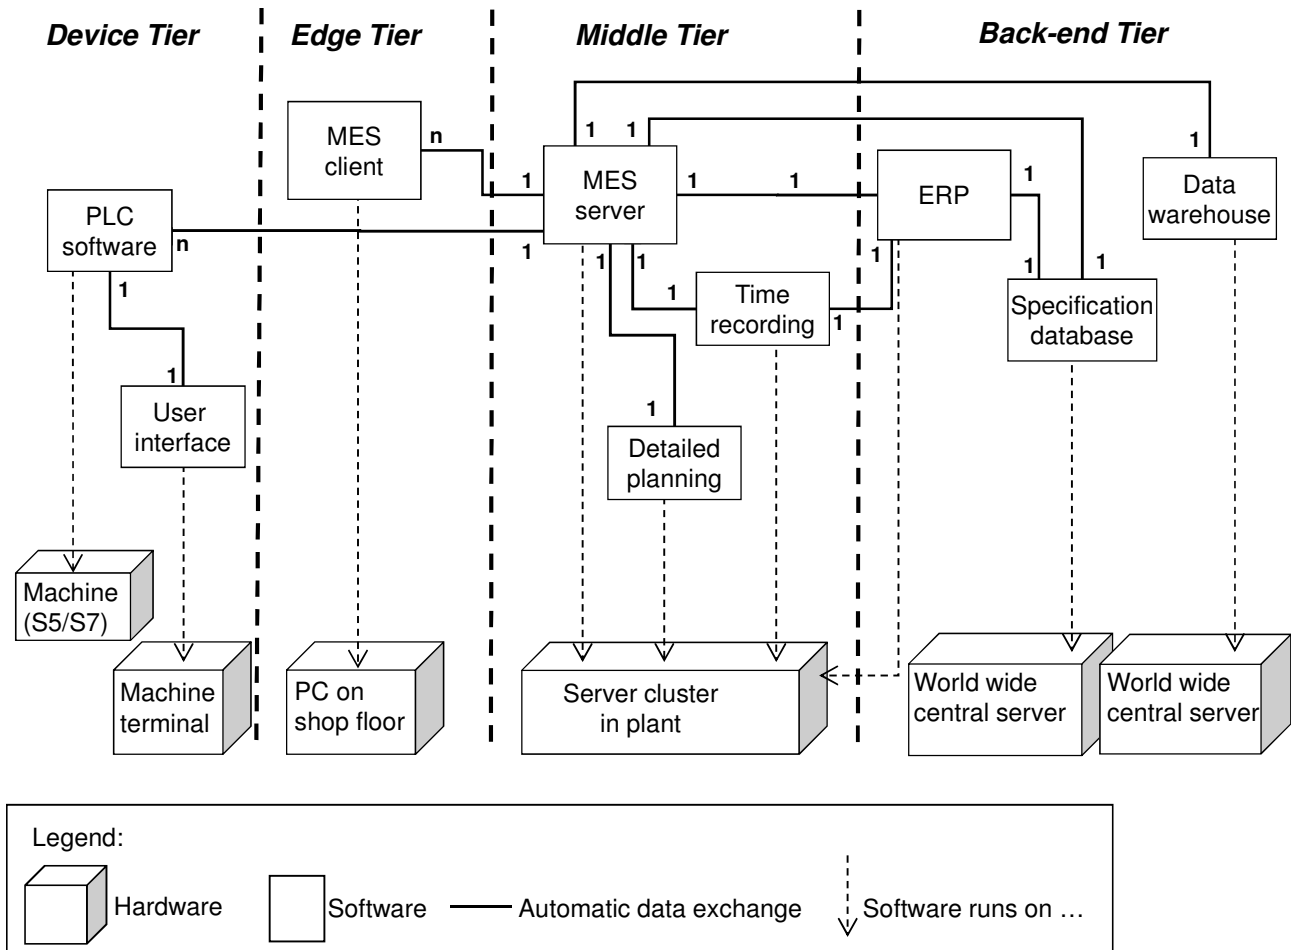 Device Tier
Edge Tier
Middle Tier
Back-end Tier
MES
client
n
1
1
1
1
MES
server
1
1
1
ERP
1
Data
warehouse
PLC
software
n
1
1
1
1
1
1
1
1
1
Time
recording
1
Specification
database
1
User
interface
1
Detailed
planning
Machine
(S5/S7)
Machine
terminal
PC on
shop floor
Server cluster
in plant
World wide
central server
World wide
central server
Legend:
Hardware
Software
Automatic data exchange
Software runs on …